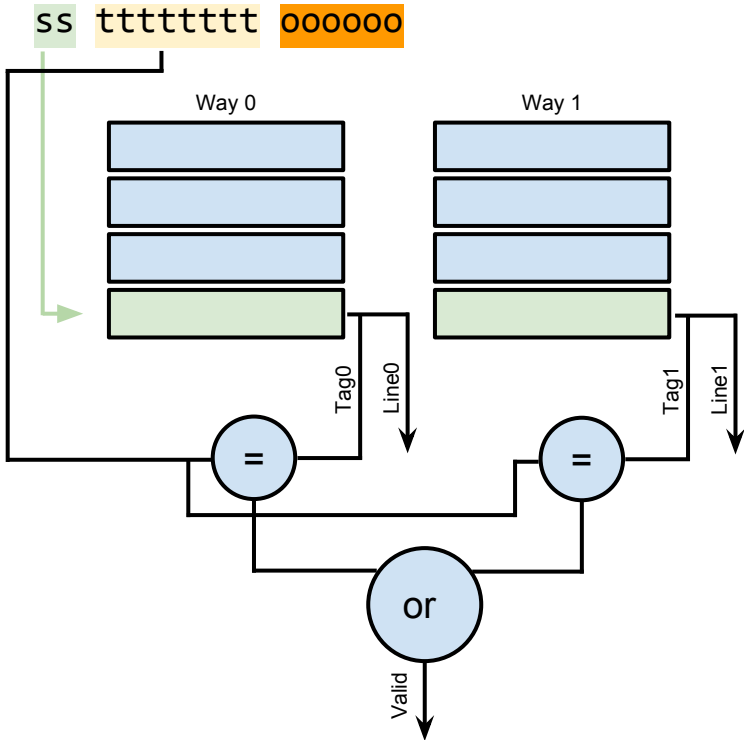 ss tttttttt oooooo
Way 0
Way 1
Tag0
Line0
Tag1
Line1
=
=
or
Valid